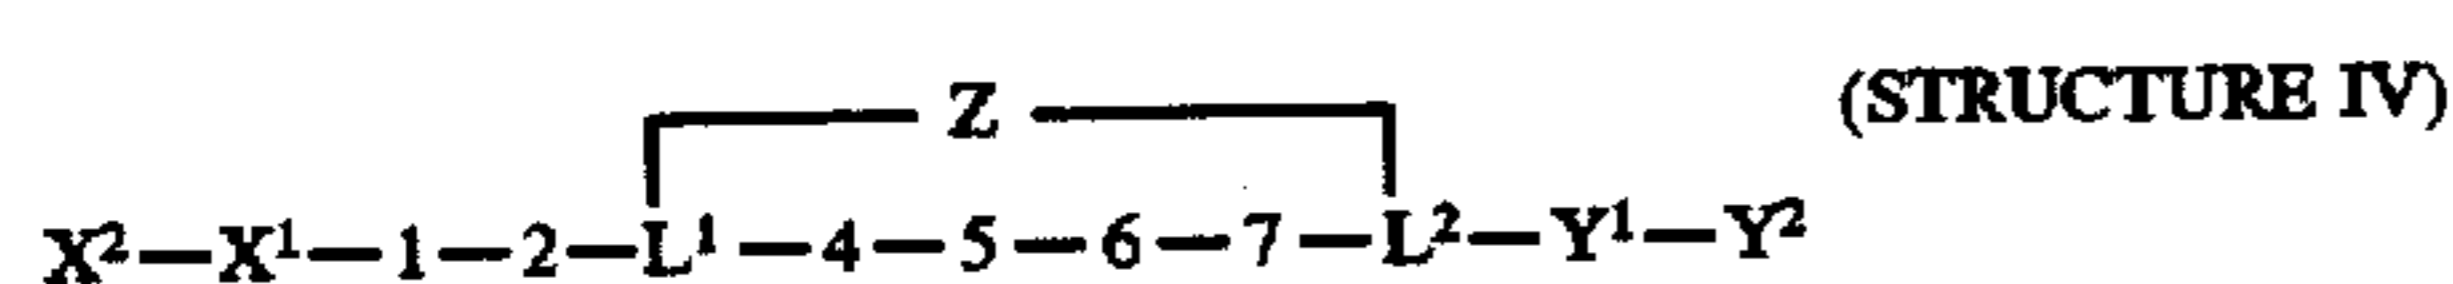 Z (STRUCTURE IV)
X²—X¹—1—2—L¹—4—5—6—7—L²—Y¹—Y²